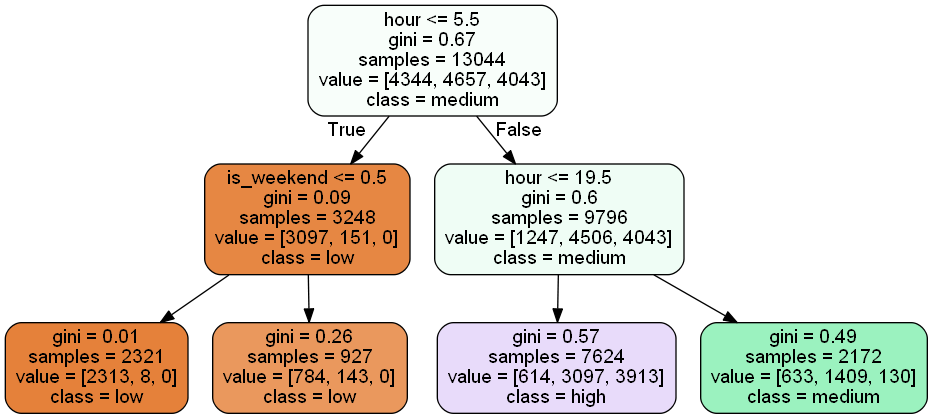 hour <= 5.5
gini = 0.67
samples = 13044
value = [4344, 4657, 4043]
class = medium
True
False
is_weekend <= 0.5
gini = 0.09
samples = 3248
value = [3097, 151, 0]
class = low
hour <= 19.5
gini = 0.6
samples = 9796
value = [1247, 4506, 4043]
class = medium
gini = 0.01
samples = 2321
value = [2313, 8, 0]
class = low
gini = 0.26
samples = 927
value = [784, 143, 0]
class = low
gini = 0.57
samples = 7624
value = [614, 3097, 3913]
class = high
gini = 0.49
samples = 2172
value = [633, 1409, 130]
class = medium